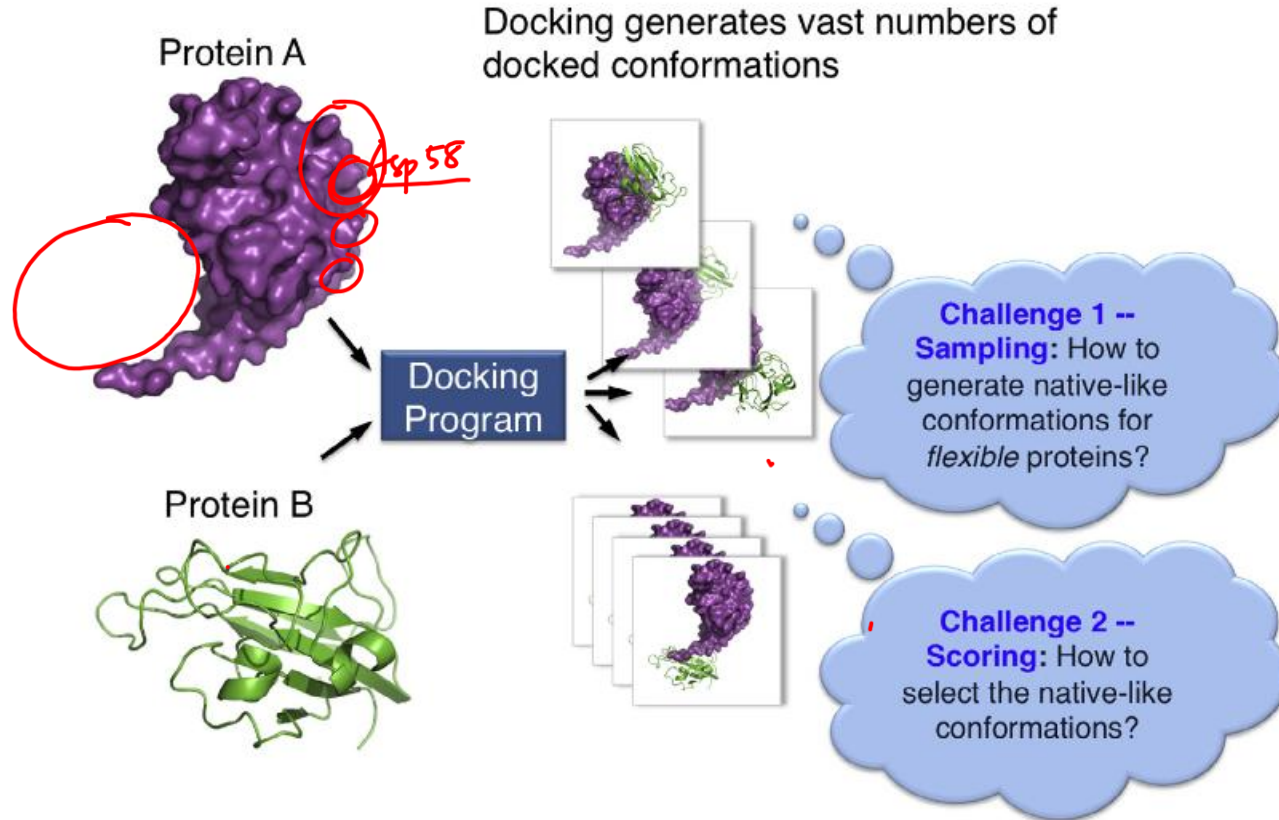 Docking generates vast numbers of
docked conformations
Protein A
Asp 58
Docking
Program
Protein B
Challenge 1 --
Sampling: How to
generate native-like
conformations for
flexible proteins?
Challenge 2 --
Scoring: How to
select the native-like
conformations?